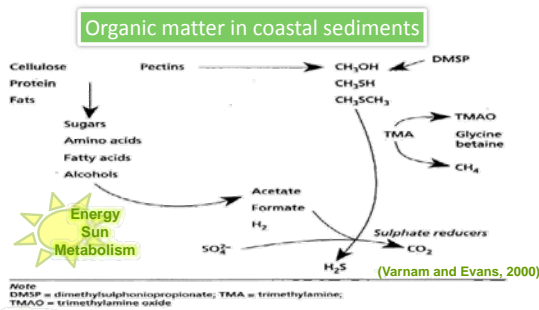 Organic matter in coastal sediments
Cellulose
Protein
Fats
Pectins
CH₃OH
CH₃SH
CH₃SCH₃
DMSP
Sugars
Amino acids
Fatty acids
Alcohols
TMA
TMAO
Glycine
betaine
CH₄
Energy
Sun
Metabolism
Acetate
Formate
H₂
SO₄²⁻
Sulphate reducers
CO₂
H₂S
(Varnam and Evans, 2000)
Note
DMSP = dimethylsulphoniopropionate; TMA = trimethylamine;
TMAO = trimethylamine oxide